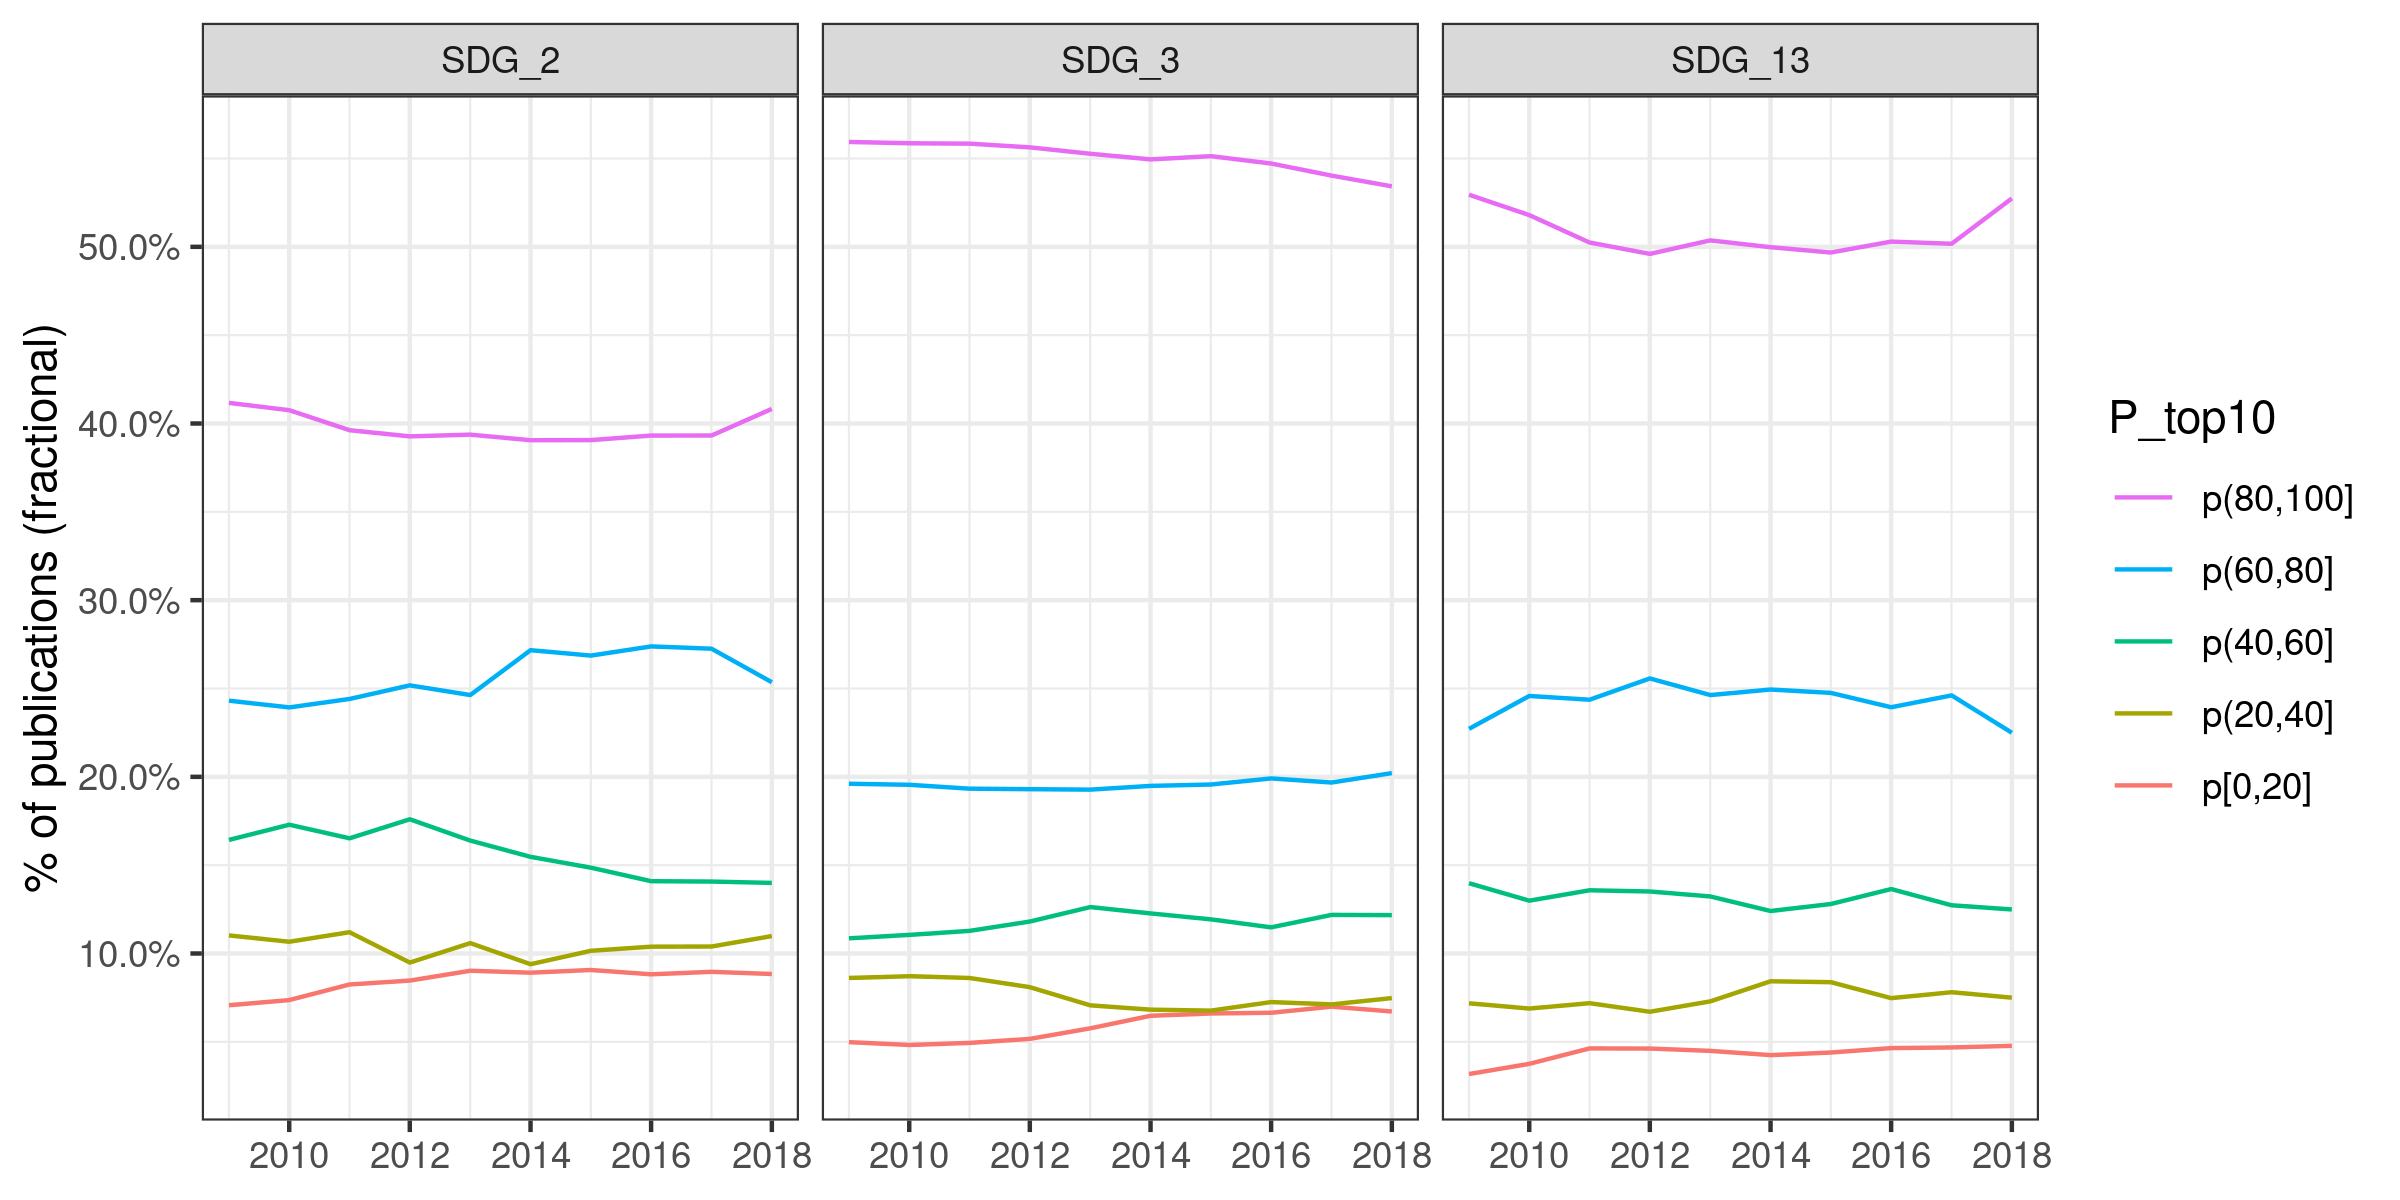 SDG_2 SDG_3 SDG_13
% of publications (fractional)
50.0%
40.0%
30.0%
20.0%
10.0%
2010 2012 2014 2016 2018 2010 2012 2014 2016 2018 2010 2012 2014 2016 2018
P_top10
p(80,100]
p(60,80]
p(40,60]
p(20,40]
p[0,20]